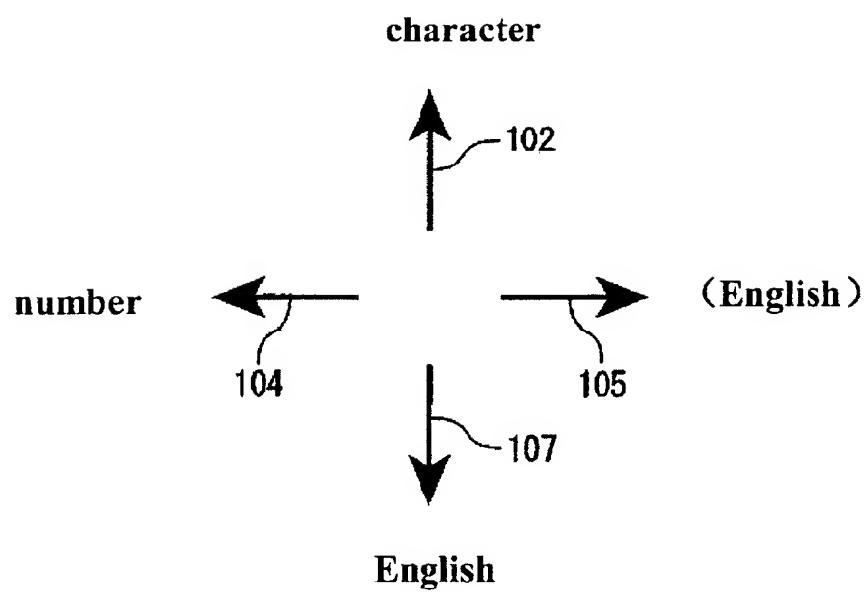 character
102
number
（English）
104
105
107
English